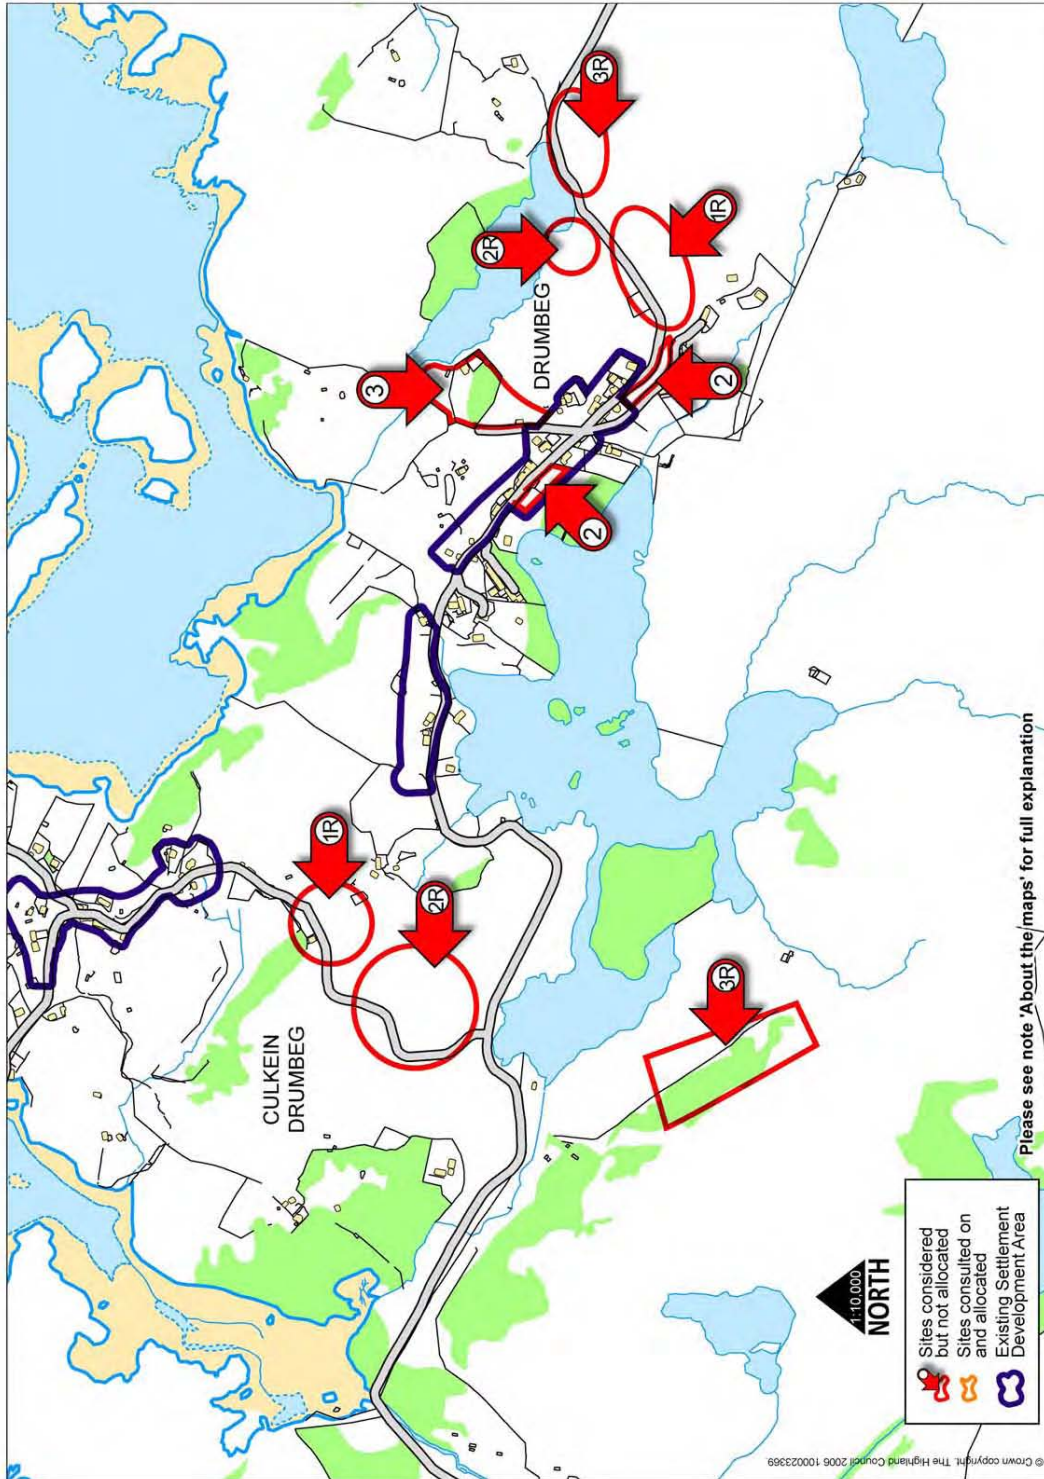 3R
2R
1R
DRUMBEG
3
2
2
1R
2R
CULKEIN
DRUMBEG
3R
1:10,000
NORTH
Sites considered
but not allocated
Sites consulted on
and allocated
Existing Settlement
Development Area
Please see note 'About the maps' for full explanation
© Crown copyright. The Highland Council 2006 100023369